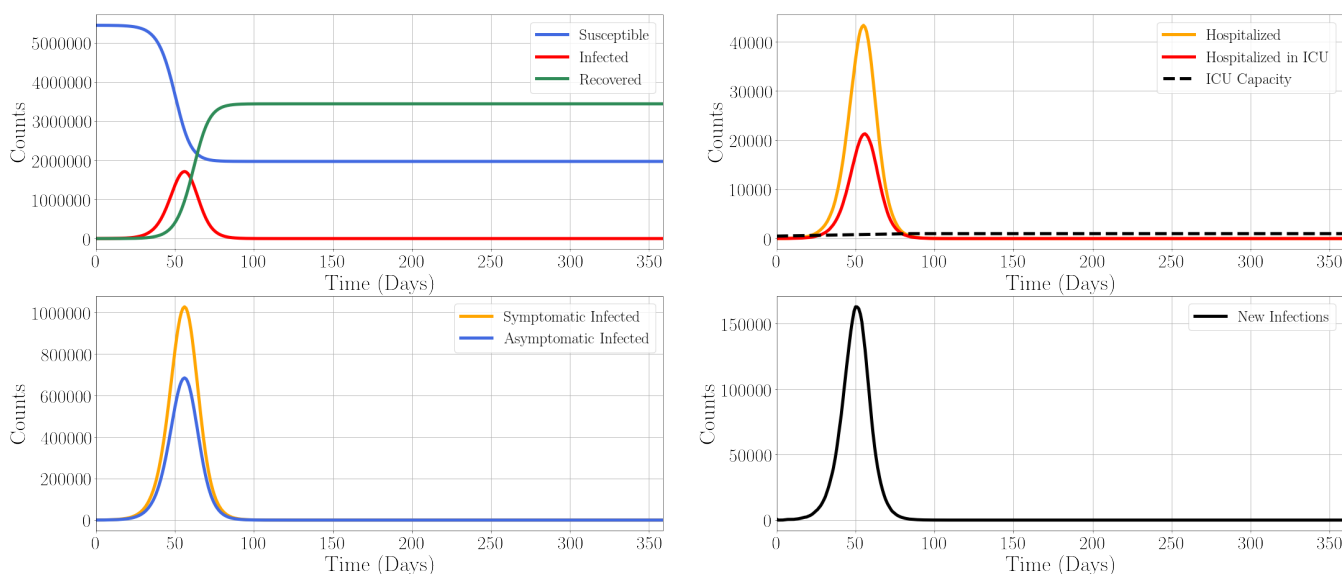 Counts
5000000
4000000
3000000
2000000
1000000
0
0 50 100 150 200 250 300 350
Time (Days)
Susceptible
Infected
Recovered
Counts
40000
30000
20000
10000
0
0 50 100 150 200 250 300 350
Time (Days)
Hospitalized
Hospitalized in ICU
ICU Capacity
Counts
1000000
800000
600000
400000
200000
0
0 50 100 150 200 250 300 350
Time (Days)
Symptomatic Infected
Asymptomatic Infected
Counts
150000
100000
50000
0
0 50 100 150 200 250 300 350
Time (Days)
New Infections